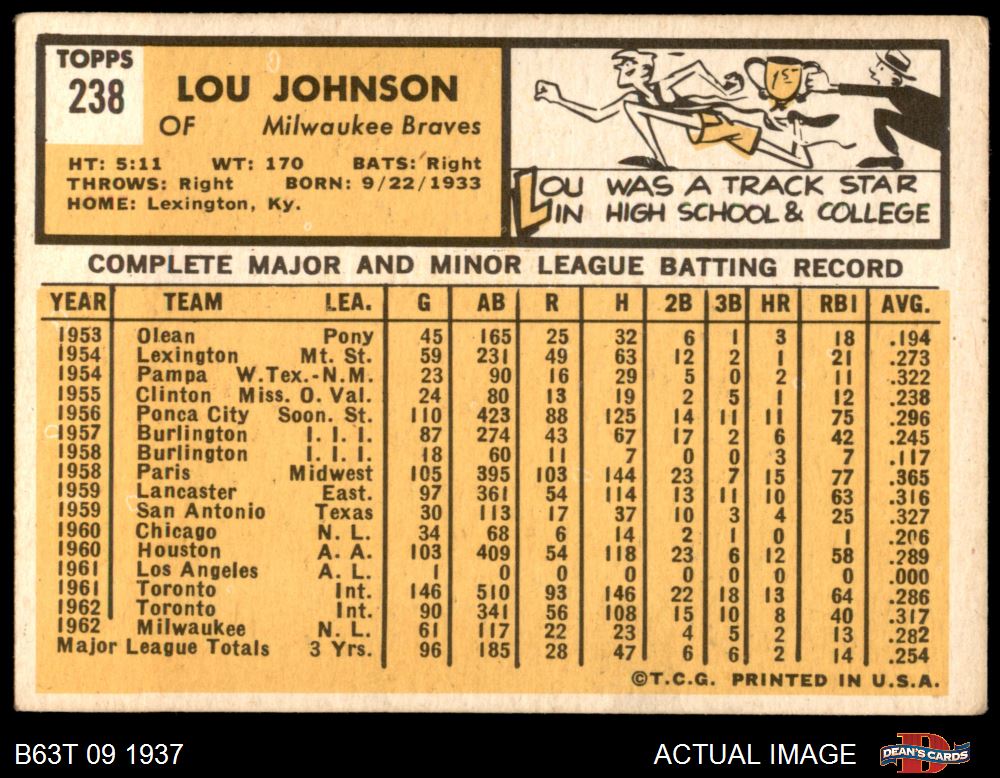 TOPPS
238
LOU JOHNSON
OF Milwaukee Braves
HT: 5:11 WT: 170 BATS: Right
THROWS: Right BORN: 9/22/1933
HOME: Lexington, Ky.
1ST
LOU WAS A TRACK STAR
IN HIGH SCHOOL & COLLEGE
COMPLETE MAJOR AND MINOR LEAGUE BATTING RECORD
YEAR TEAM LEA. G AB R H 2B 3B HR RBI AVG.
1953 Olean Pony 45 165 25 32 6 1 3 18 .194
1954 Lexington Mt. St. 59 231 49 63 12 2 1 21 .273
1954 Pampa W.Tex.-N.M. 23 90 16 29 5 0 2 11 .322
1955 Clinton Miss. O. Val. 24 80 13 19 2 5 1 12 .238
1956 Ponca City Soon. St. 110 423 88 125 14 11 11 75 .296
1957 Burlington I. I. I. 87 274 43 67 17 2 6 42 .245
1958 Burlington I. I. I. 18 60 11 7 0 0 3 7 .117
1958 Paris Midwest 105 395 103 144 23 7 15 77 .365
1959 Lancaster East. 97 361 54 114 13 11 10 63 .316
1959 San Antonio Texas 30 113 17 37 10 3 4 25 .327
1960 Chicago N. L. 34 68 6 14 2 1 0 1 .206
1960 Houston A. A. 103 409 54 118 23 6 12 58 .289
1961 Los Angeles A. L. 1 0 0 0 0 0 0 0 .000
1961 Toronto Int. 146 510 93 146 22 18 13 64 .286
1962 Toronto Int. 90 341 56 108 15 10 8 40 .317
1962 Milwaukee N. L. 61 117 22 23 4 5 2 13 .282
Major League Totals 3 Yrs. 96 185 28 47 6 6 2 14 .254
©T.C.G. PRINTED IN U.S.A.
B63T 09 1937 ACTUAL IMAGE DEAN'S CARDS